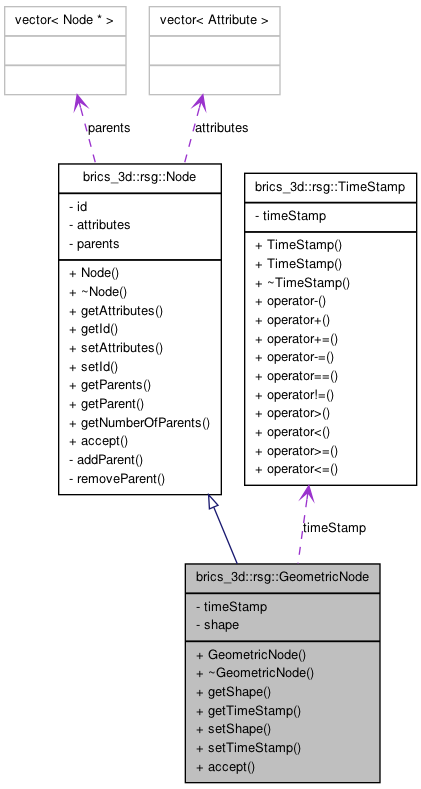 vector< Node * >
vector< Attribute >
parents
attributes
brics_3d::rsg::Node
- id
- attributes
- parents
+ Node()
+ ~Node()
+ getAttributes()
+ getId()
+ setAttributes()
+ setId()
+ getParents()
+ getParent()
+ getNumberOfParents()
+ accept()
- addParent()
- removeParent()
brics_3d::rsg::TimeStamp
- timeStamp
+ TimeStamp()
+ TimeStamp()
+ ~TimeStamp()
+ operator-()
+ operator+()
+ operator+=()
+ operator-=()
+ operator==()
+ operator!=()
+ operator>()
+ operator<()
+ operator>=()
+ operator<=()
timeStamp
brics_3d::rsg::GeometricNode
- timeStamp
- shape
+ GeometricNode()
+ ~GeometricNode()
+ getShape()
+ getTimeStamp()
+ setShape()
+ setTimeStamp()
+ accept()